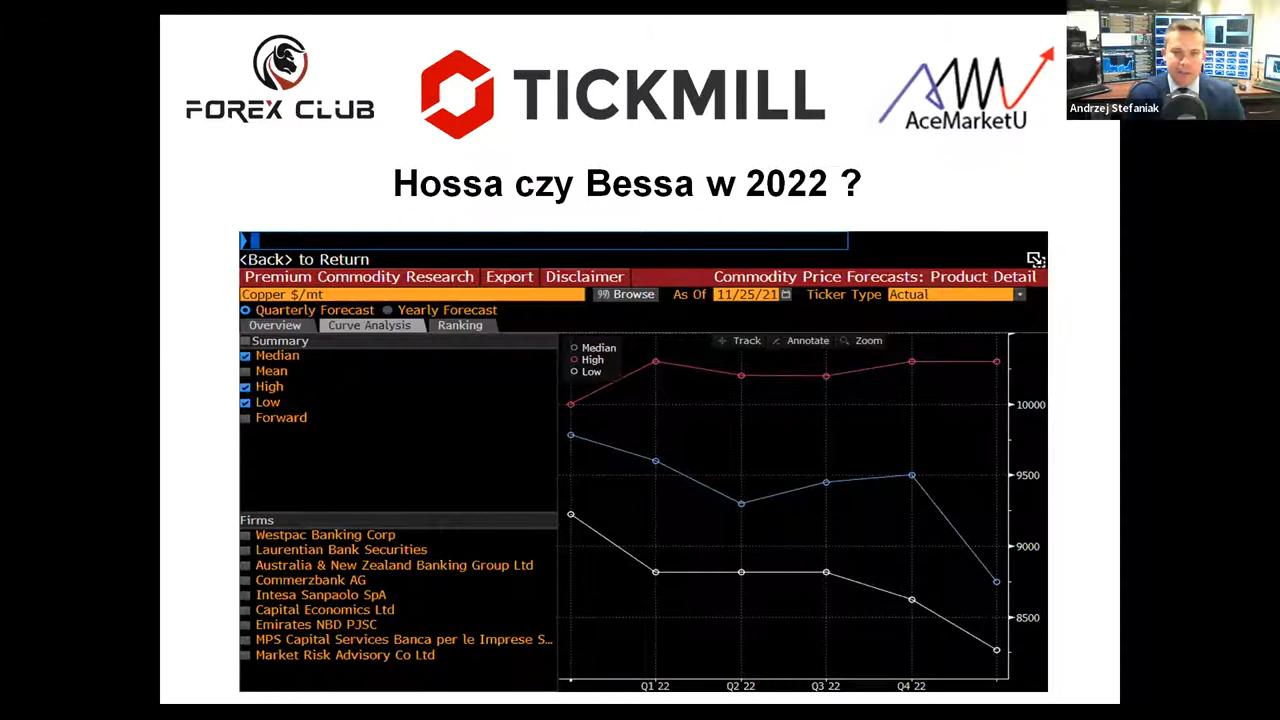 FOREX CLUB
TICKMILL
AceMarketU
Andrzej Stefaniak
Hossa czy Bessa w 2022 ?
<Back> to Return
Premium Commodity Research Export Disclaimer Commodity Price Forecasts: Product Detail
Copper $/mt 99) Browse As Of 11/25/21 Ticker Type Actual
Quarterly Forecast Yearly Forecast
Overview Curve Analysis Ranking
Summary
Median
Mean
High
Low
Forward
Track Annotate Zoom
Median
High
Low
10000
9500
9000
8500
Q1 22 Q2 22 Q3 22 Q4 22
Firms
Westpac Banking Corp
Laurentian Bank Securities
Australia & New Zealand Banking Group Ltd
Commerzbank AG
Intesa Sanpaolo SpA
Capital Economics Ltd
Emirates NBD PJSC
MPS Capital Services Banca per le Imprese S...
Market Risk Advisory Co Ltd